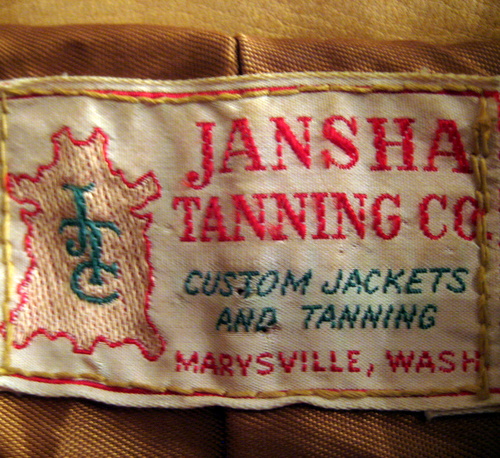 JTC
JANSHA
TANNING CO.
CUSTOM JACKETS
AND TANNING
MARYSVILLE, WASH